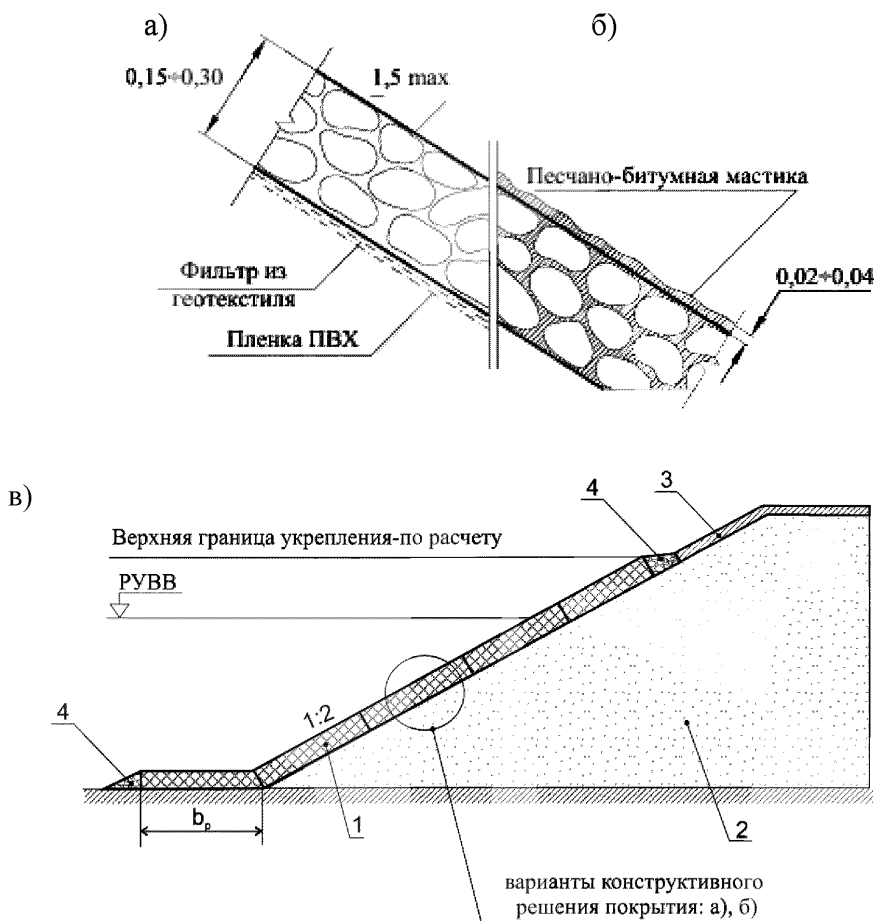 а)
б)
0,15÷0,30
1,5 max
Песчано-битумная мастика
0,02÷0,04
Фильтр из
геотекстиля
Пленка ПВХ
в)
4
3
Верхняя граница укрепления-по расчету
РУВВ
4
1:2
bр
1
2
варианты конструктивного
решения покрытия: а), б)